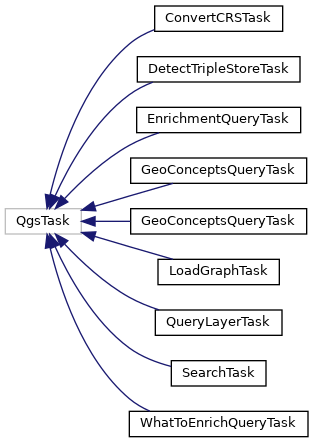 ConvertCRSTask
DetectTripleStoreTask
EnrichmentQueryTask
GeoConceptsQueryTask
QgsTask
GeoConceptsQueryTask
LoadGraphTask
QueryLayerTask
SearchTask
WhatToEnrichQueryTask